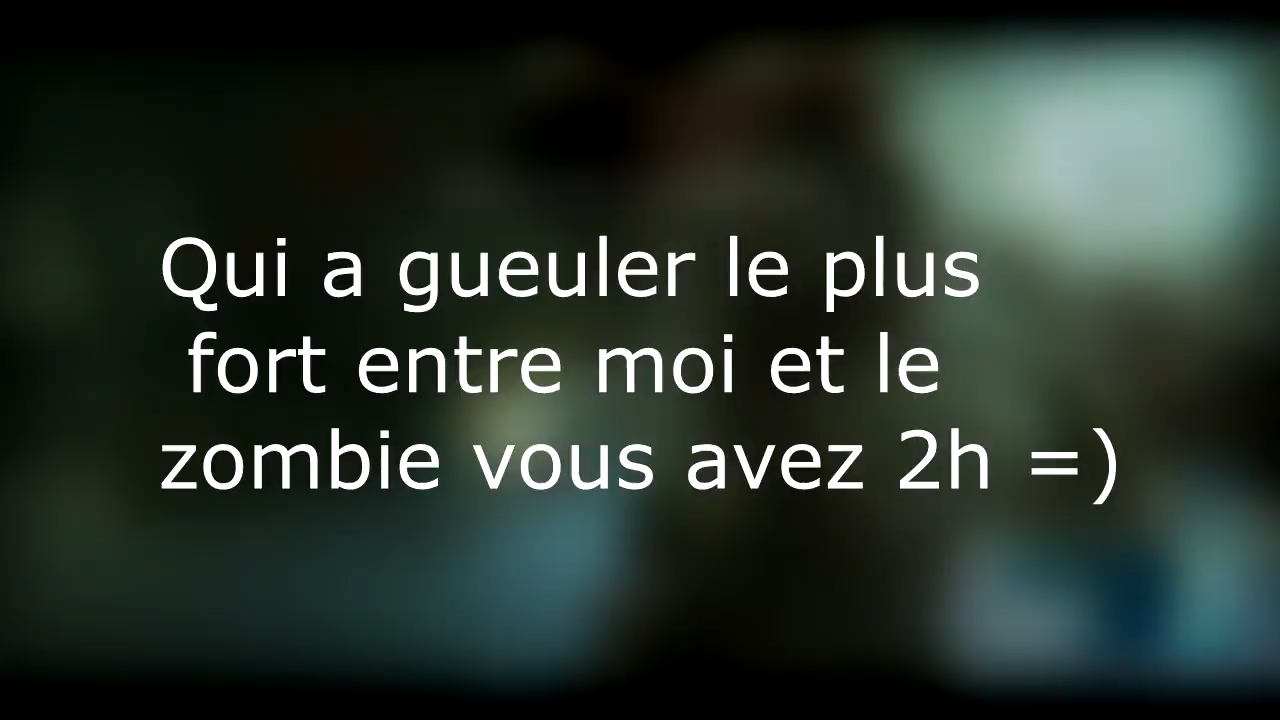 Qui a gueuler le plus
fort entre moi et le
zombie vous avez 2h =)